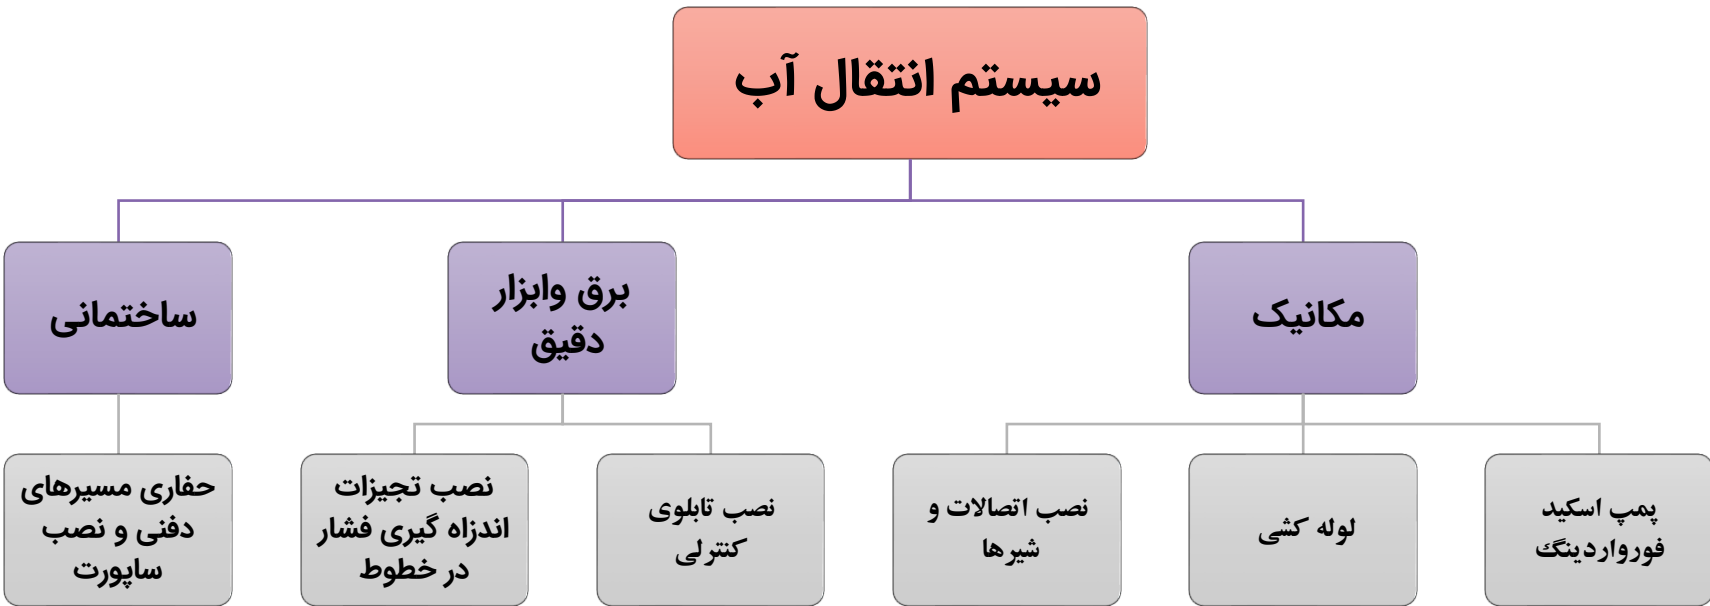 سیستم انتقال آب
مکانیک
برق وابزار
دقیق
ساختمانی
پمپ اسکید
فورواردینگ
لوله کشی
نصب اتصالات و
شیرها
نصب تابلوی
کنترلی
نصب تجیزات
اندزاه گیری فشار
در خطوط
حفاری مسیرهای
دفنی و نصب
ساپورت